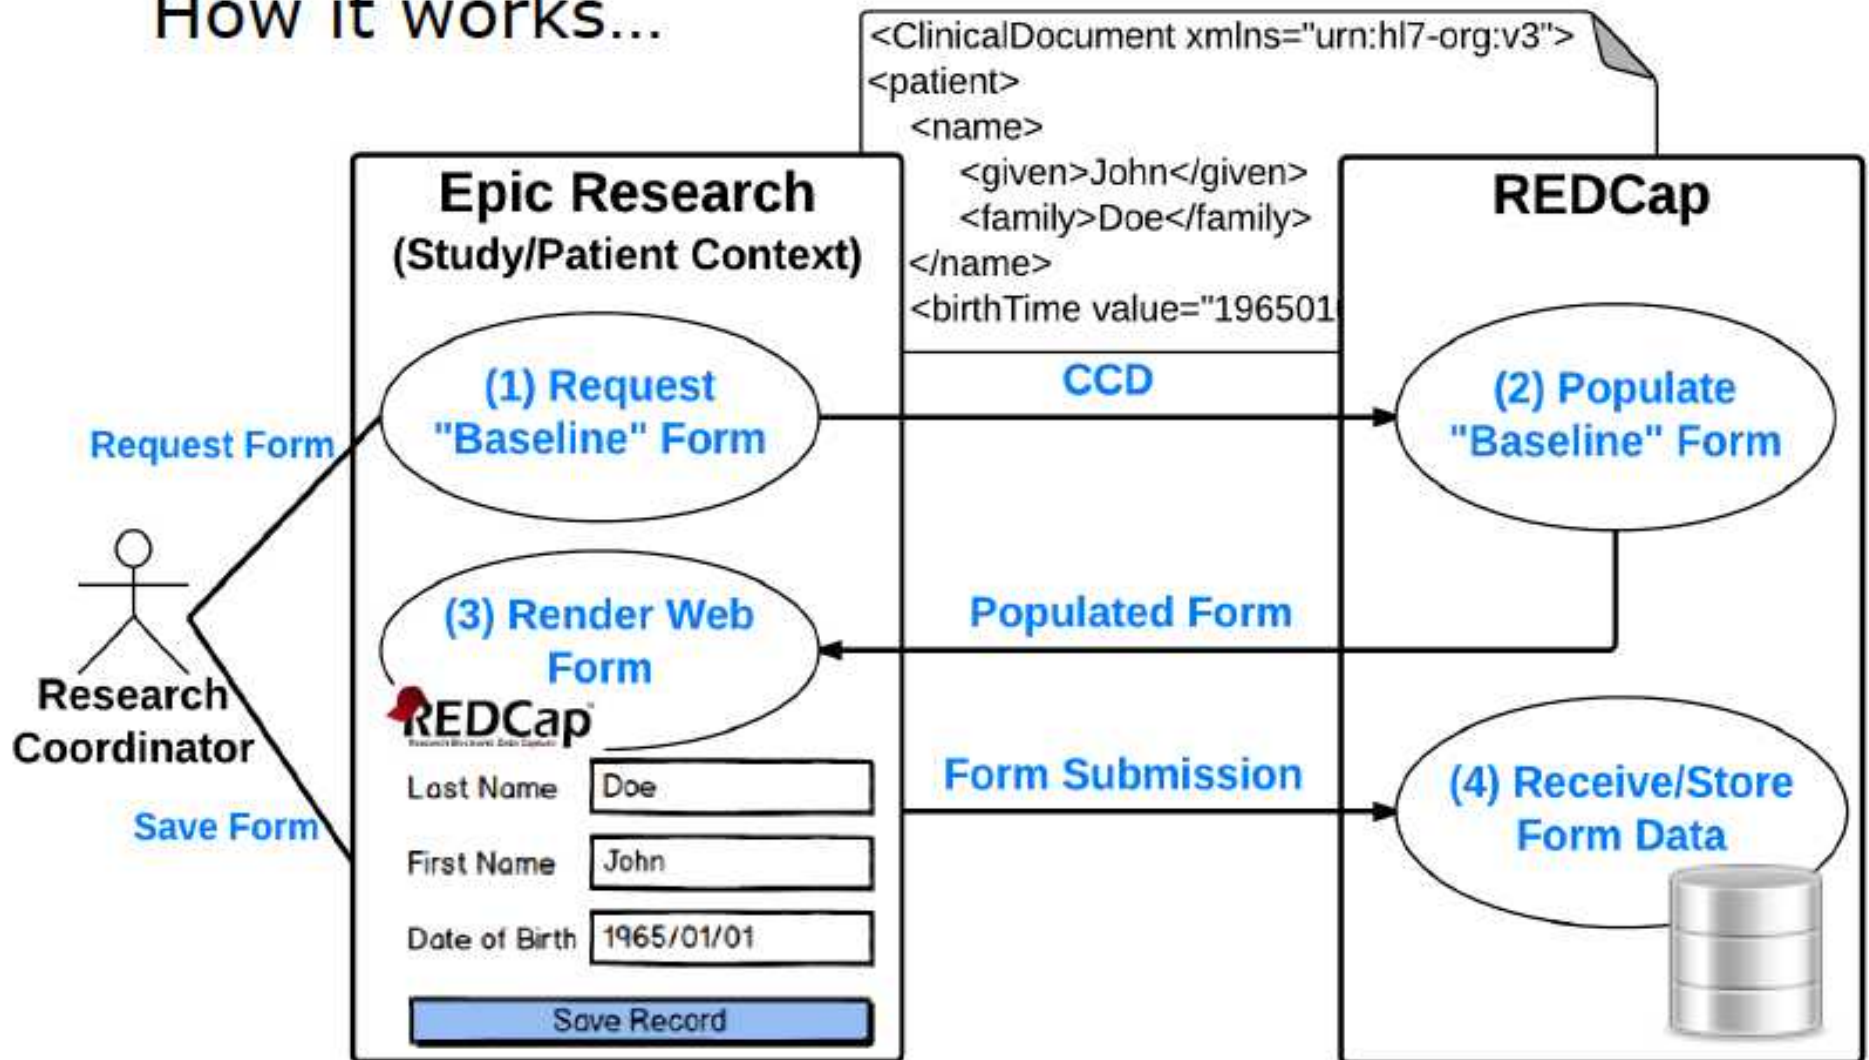 How it works...
<ClinicalDocument xmlns="urn:hl7-org:v3">
<patient>
<name>
<given>John</given>
<family>Doe</family>
</name>
<birthTime value="196501
Epic Research
(Study/Patient Context)
REDCap
(1) Request
"Baseline" Form
CCD
(2) Populate
"Baseline" Form
Request Form
(3) Render Web
Form
Populated Form
Research
Coordinator
REDCap
Last Name
Doe
Form Submission
(4) Receive/Store
Form Data
Save Form
First Name
John
Date of Birth
1965/01/01
Save Record